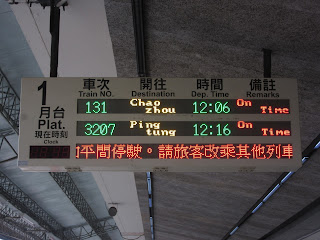 1
月台
Plat.
現在時刻
Clock
車次 開往 時間 備註
Train NO. Destination Dep. Time Remarks
131 Chao zhou 12:06 On Time
3207 Ping tung 12:16 On Time
平間停駛。請旅客改乘其他列車